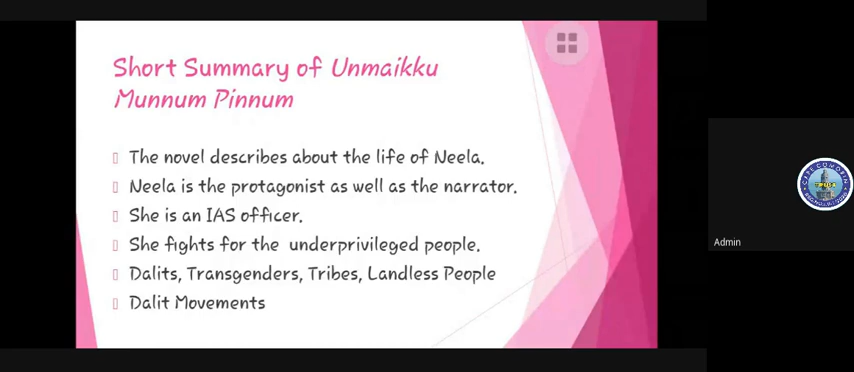 Short Summary of Unmaikku
Munnum Pinnum
The novel describes about the life of Neela.
Neela is the protagonist as well as the narrator.
She is an IAS officer.
She fights for the underprivileged people.
Dalits, Transgenders, Tribes, Landless People
Dalit Movements
Admin